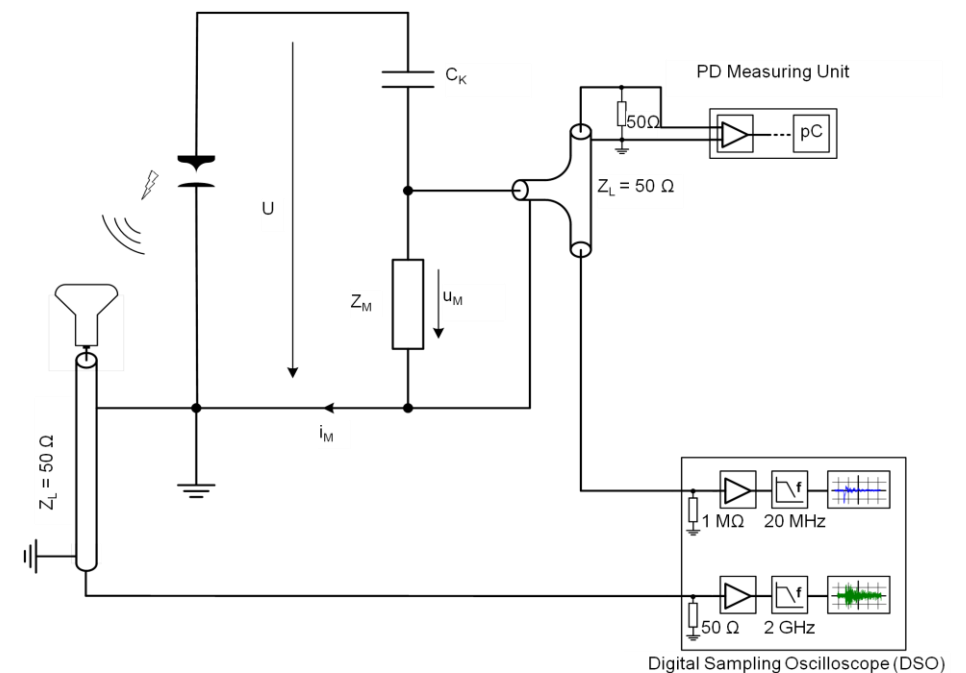 C_K
PD Measuring Unit
50Ω
pC
Z_L = 50 Ω
U
Z_M
u_M
i_M
Z_L = 50 Ω
1 MΩ
f
20 MHz
50 Ω
f
2 GHz
Digital Sampling Oscilloscope (DSO)